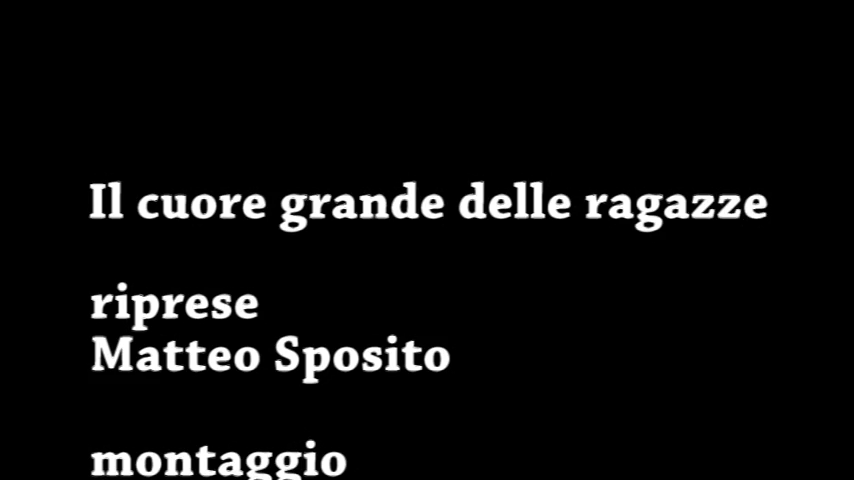 Il cuore grande delle ragazze
riprese
Matteo Sposito
montaggio